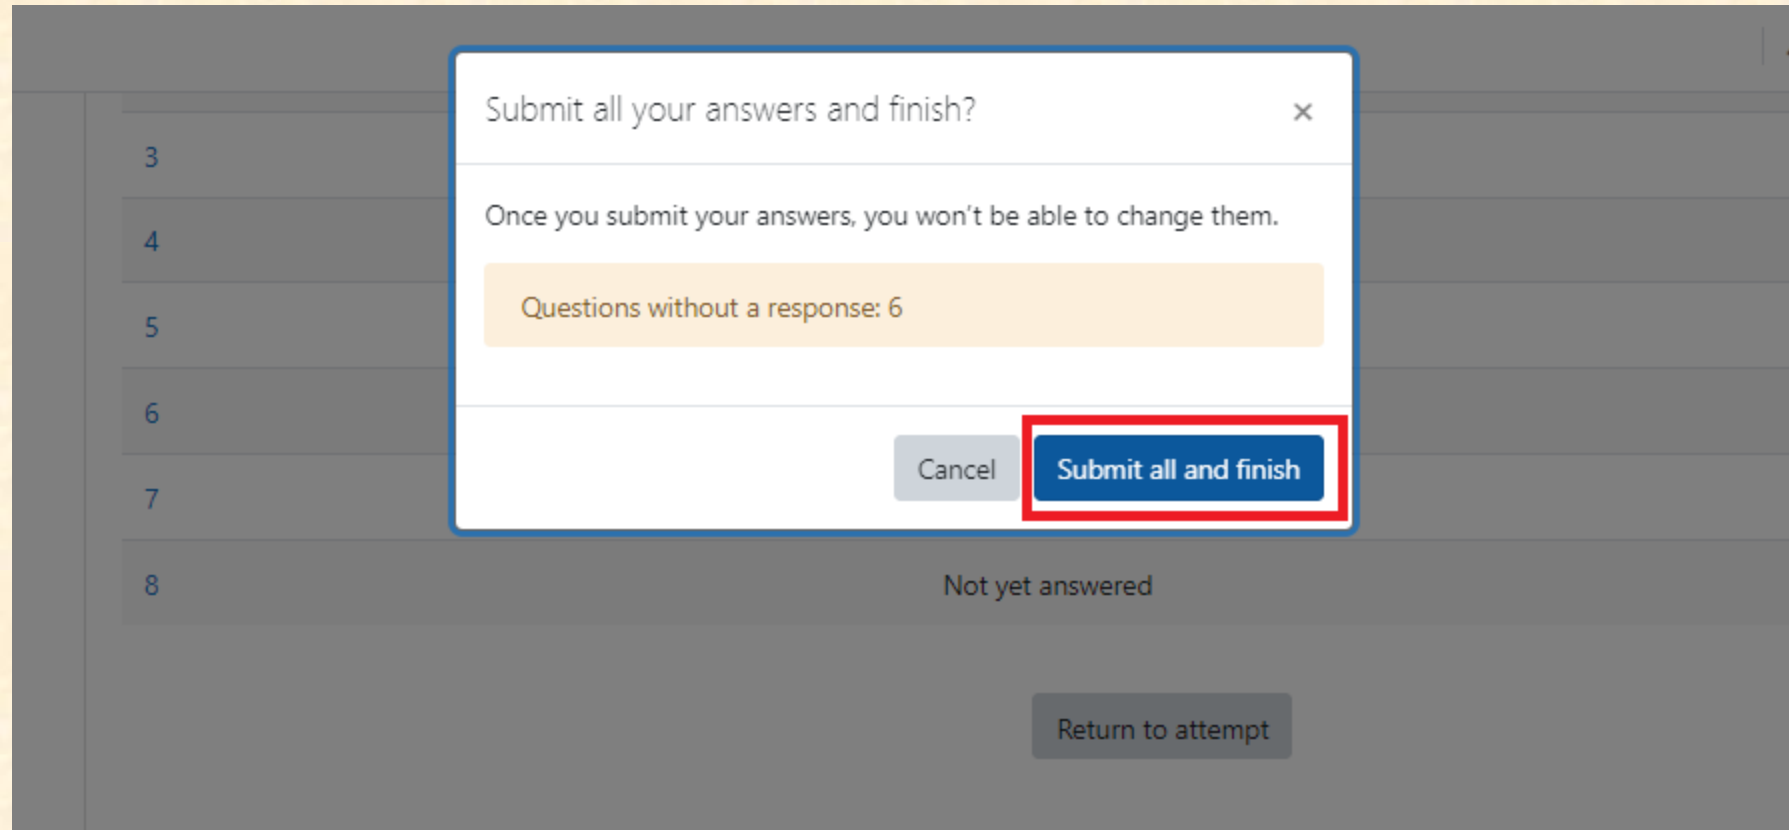 Submit all your answers and finish?
×
3
Once you submit your answers, you won't be able to change them.
4
Questions without a response: 6
5
6
Cancel Submit all and finish
7
8 Not yet answered
Return to attempt